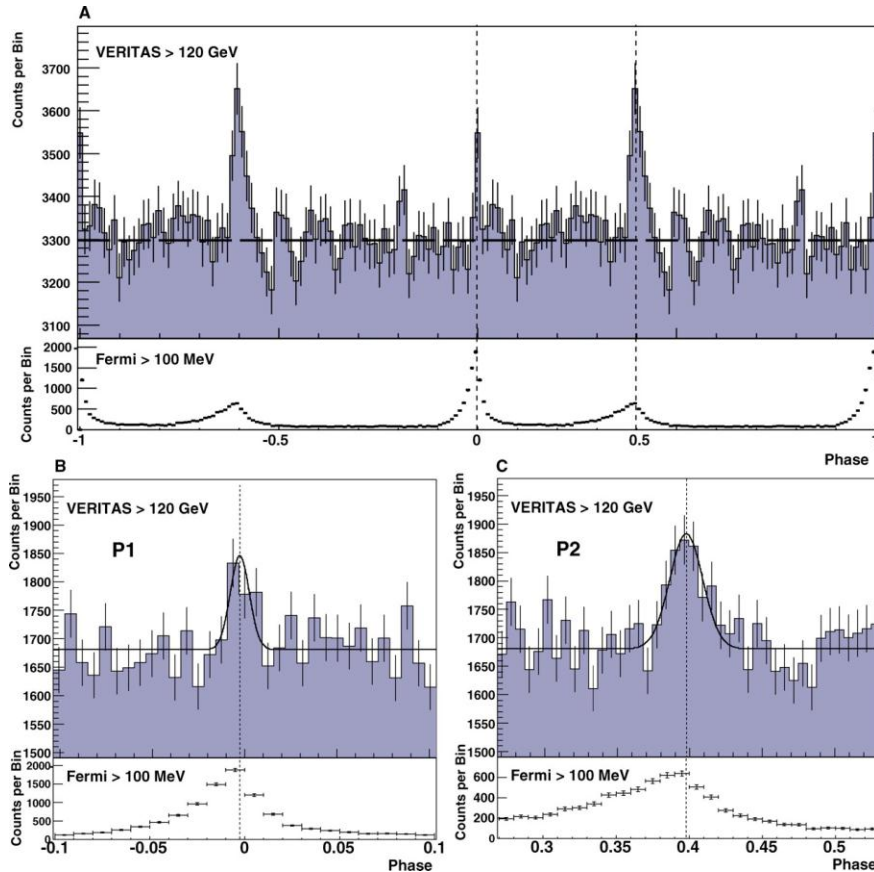 A
VERITAS > 120 GeV
Counts per Bin
3700
3600
3500
3400
3300
3200
3100
Fermi > 100 MeV
Counts per Bin
2000
1500
1000
500
0
-1 -0.5 0 0.5 1
Phase
B
VERITAS > 120 GeV
P1
Counts per Bin
1950
1900
1850
1800
1750
1700
1650
1600
1550
1500
Fermi > 100 MeV
Counts per Bin
2000
1500
1000
500
0
-0.1 -0.05 0 0.05 0.1
Phase
C
VERITAS > 120 GeV
P2
Counts per Bin
1950
1900
1850
1800
1750
1700
1650
1600
1550
1500
Fermi > 100 MeV
Counts per Bin
600
400
200
0
0.3 0.35 0.4 0.45 0.5
Phase